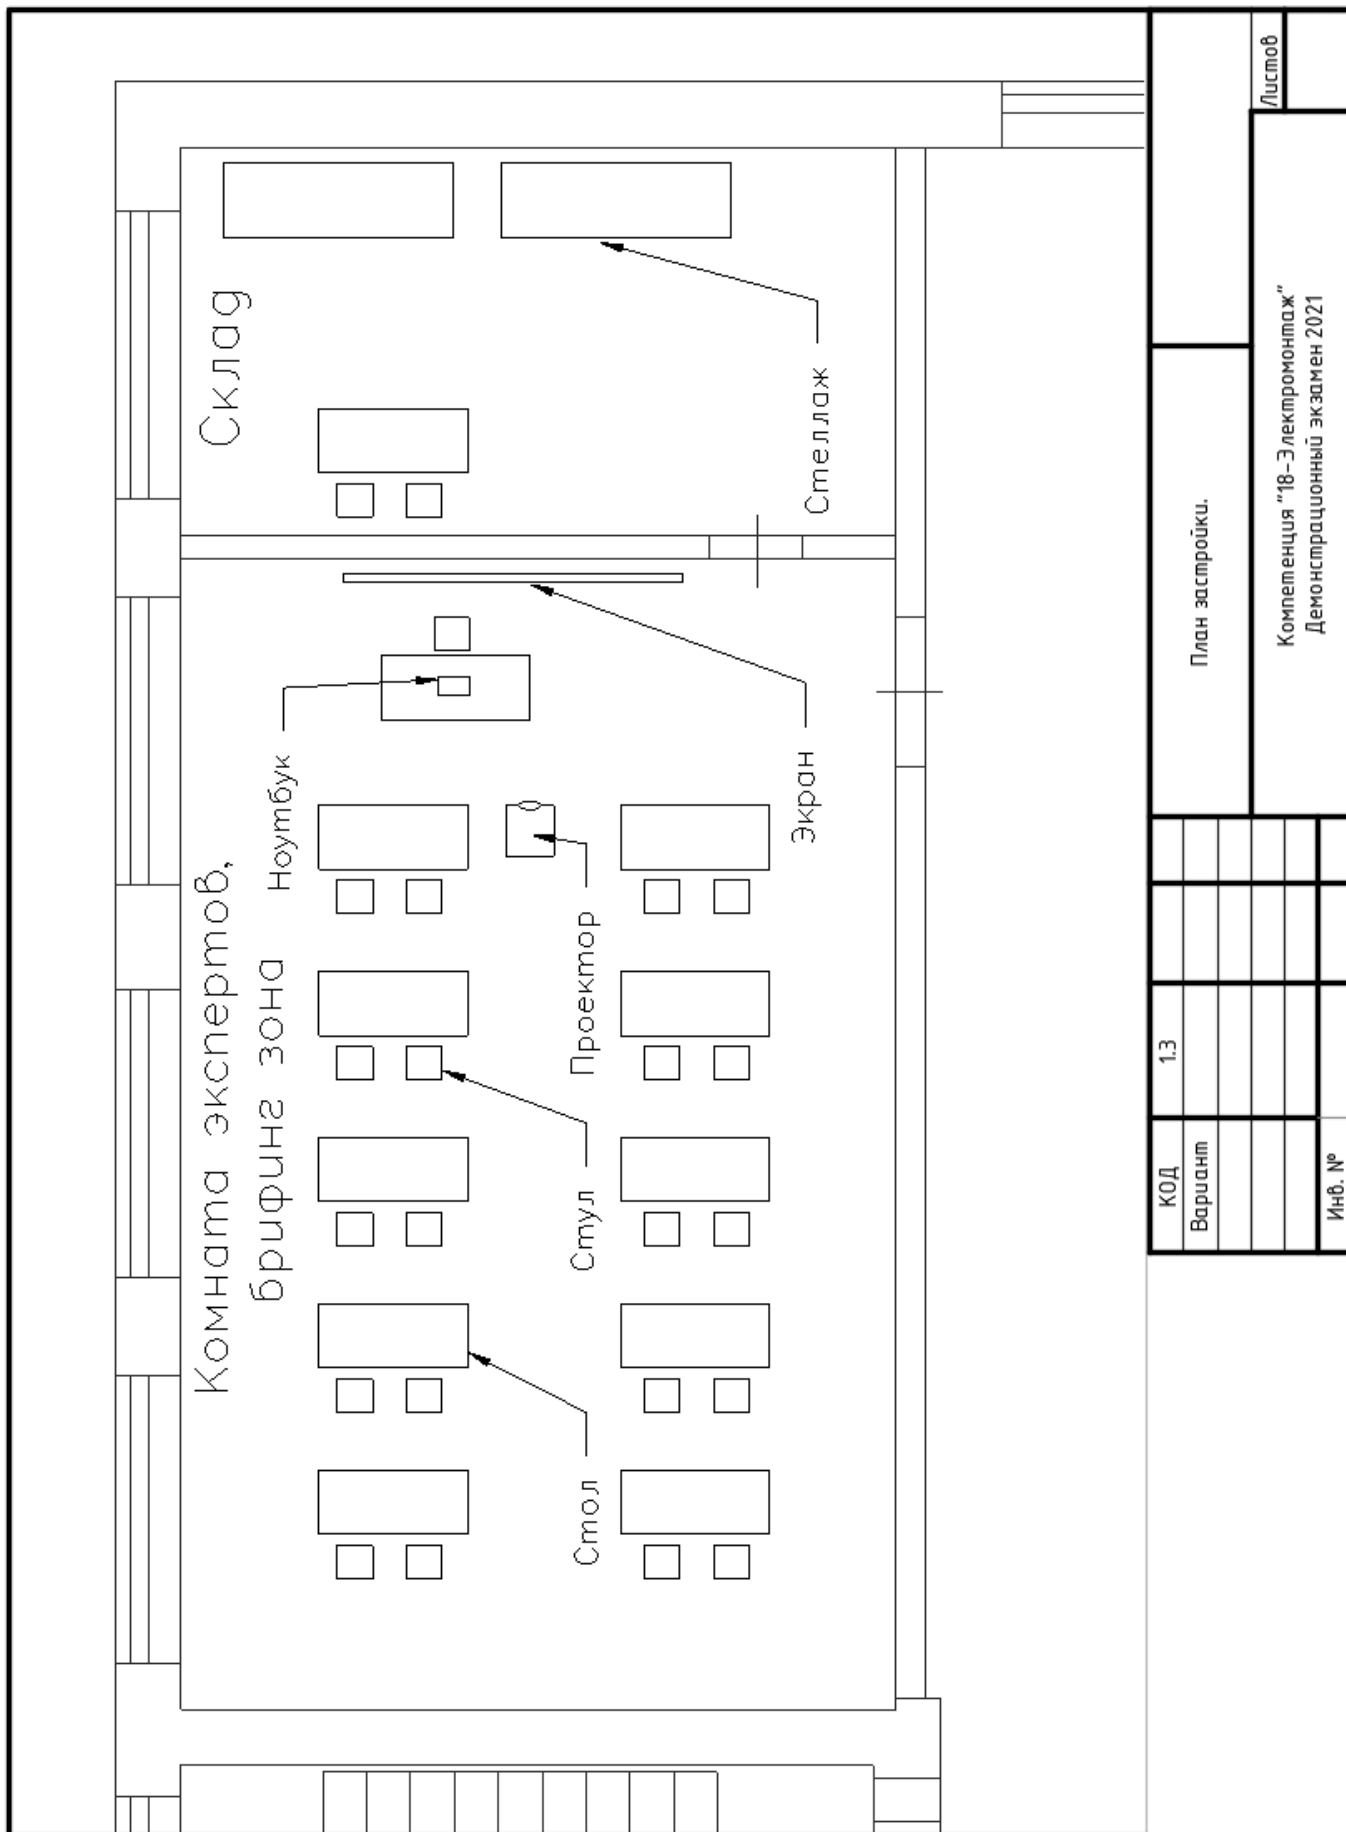 Комната экспертов,
брифинг зона
Склад
Ноутбук
Стол
Стул
Проектор
Экран
Стеллаж
КОД 1.3
Вариант
Инв. №
План застройки.
Компетенция "18-Электромонтаж"
Демонстрационный экзамен 2021
Листов